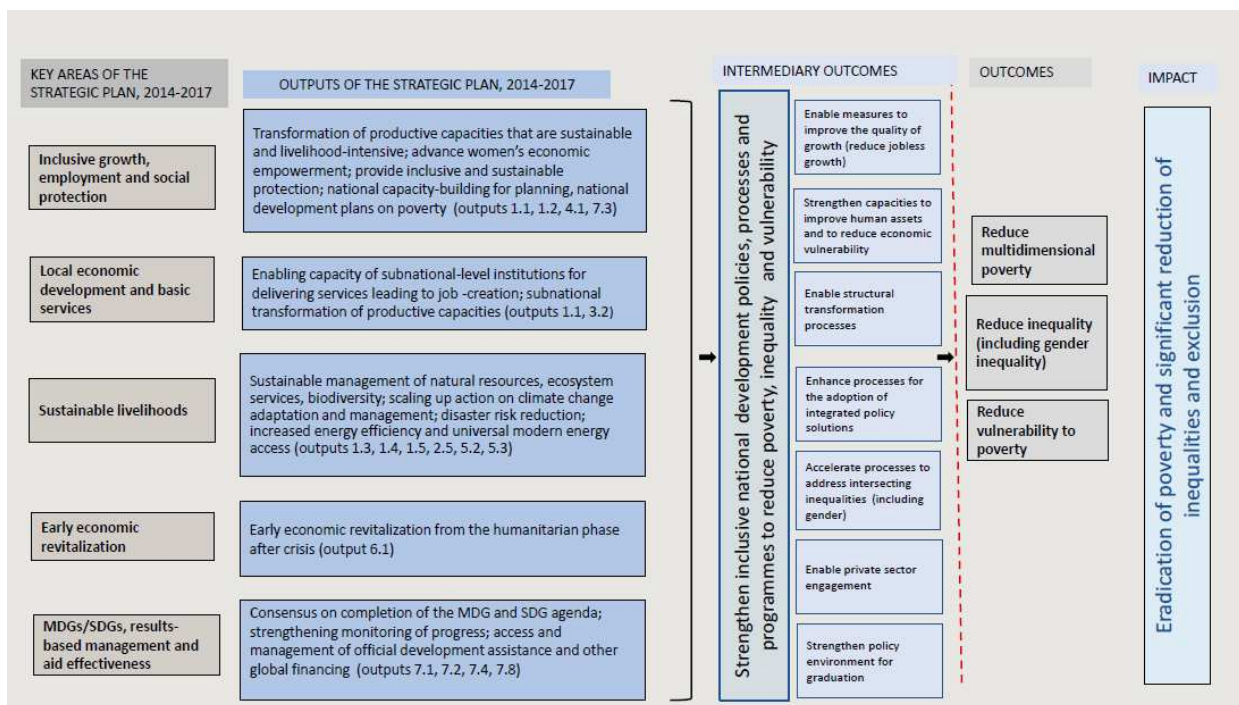 KEY AREAS OF THE
STRATEGIC PLAN, 2014-2017
OUTPUTS OF THE STRATEGIC PLAN, 2014-2017
INTERMEDIARY OUTCOMES
OUTCOMES
IMPACT
Inclusive growth,
employment and social
protection
Transformation of productive capacities that are sustainable
and livelihood-intensive; advance women's economic
empowerment; provide inclusive and sustainable
protection; national capacity-building for planning, national
development plans on poverty (outputs 1.1, 1.2, 4.1, 7.3)
Local economic
development and basic
services
Enabling capacity of subnational-level institutions for
delivering services leading to job -creation; subnational
transformation of productive capacities (outputs 1.1, 3.2)
Sustainable livelihoods
Sustainable management of natural resources, ecosystem
services, biodiversity; scaling up action on climate change
adaptation and management; disaster risk reduction;
increased energy efficiency and universal modern energy
access (outputs 1.3, 1.4, 1.5, 2.5, 5.2, 5.3)
Early economic
revitalization
Early economic revitalization from the humanitarian phase
after crisis (output 6.1)
MDGs/SDGs, results-
based management and
aid effectiveness
Consensus on completion of the MDG and SDG agenda;
strengthening monitoring of progress; access and
management of official development assistance and other
global financing (outputs 7.1, 7.2, 7.4, 7.8)
Strengthen inclusive national development policies, processes and
programmes to reduce poverty, inequality and vulnerability
Enable measures to
improve the quality of
growth (reduce jobless
growth)
Strengthen capacities to
improve human assets
and to reduce economic
vulnerability
Enable structural
transformation
processes
Enhance processes for
the adoption of
integrated policy
solutions
Accelerate processes to
address intersecting
inequalities (including
gender)
Enable private sector
engagement
Strengthen policy
environment for
graduation
Reduce
multidimensional
poverty
Reduce inequality
(including gender
inequality)
Reduce
vulnerability to
poverty
Eradication of poverty and significant reduction of
inequalities and exclusion